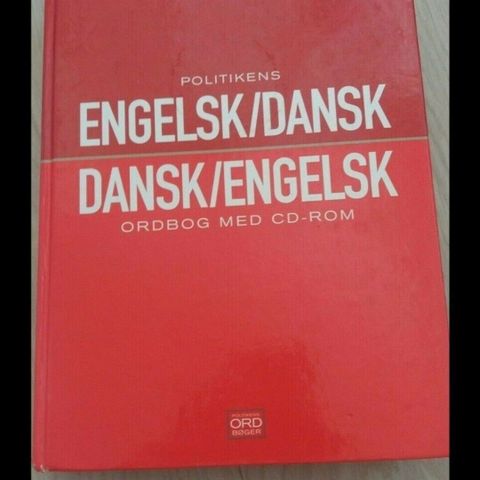 POLITIKENS
ENGELSK/DANSK
DANSK/ENGELSK
ORDBOG MED CD-ROM
POLITIKENS
ORD
BØGER